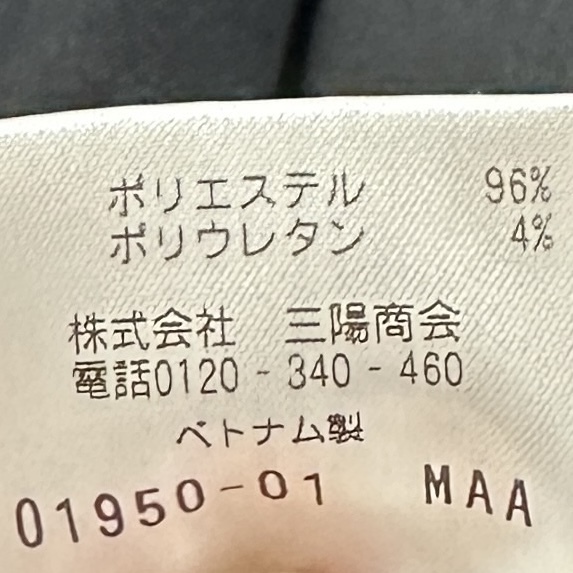 ポリエステル 96%
ポリウレタン 4%
株式会社 三陽商会
電話0120-340-460
ベトナム製
01950-01 MAA